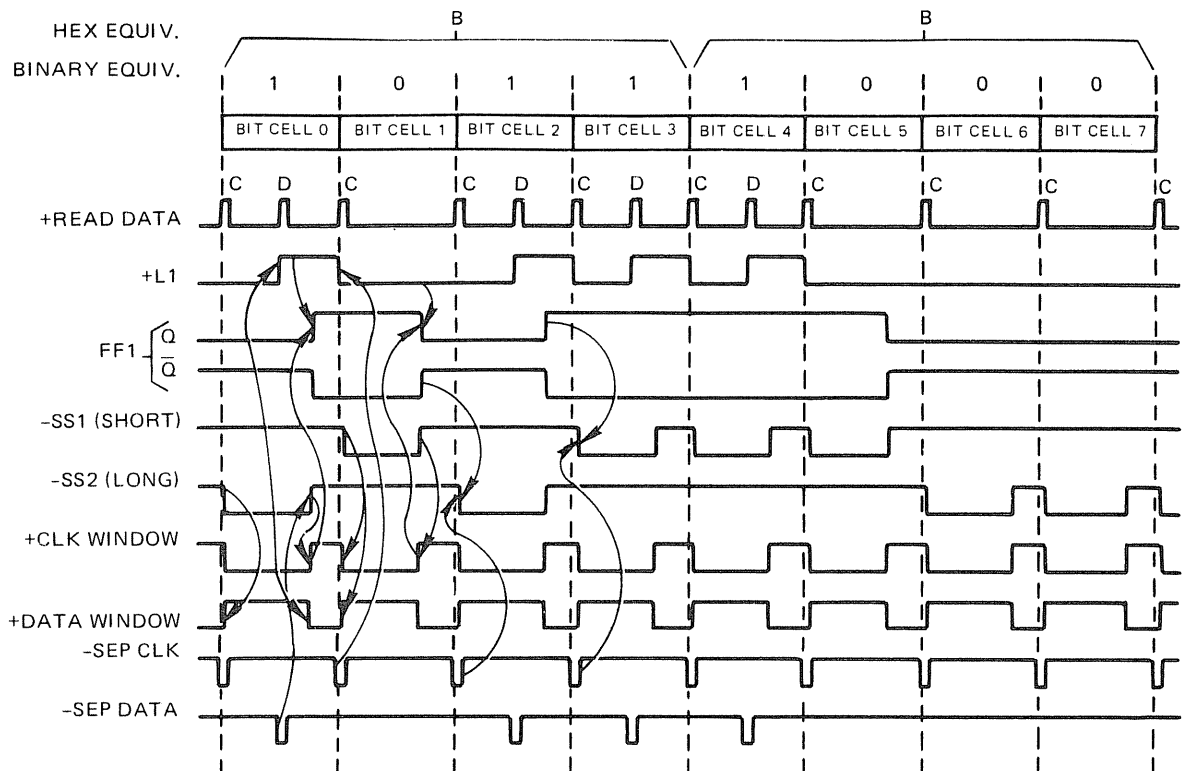 HEX EQUIV. B B
BINARY EQUIV. 1 0 1 1 1 0 0 0
BIT CELL 0 BIT CELL 1 BIT CELL 2 BIT CELL 3 BIT CELL 4 BIT CELL 5 BIT CELL 6 BIT CELL 7
C D C C D C D C D C C C C
+READ DATA
+L1
FF1 Q
Q̅
–SS1 (SHORT)
–SS2 (LONG)
+CLK WINDOW
+DATA WINDOW
–SEP CLK
–SEP DATA